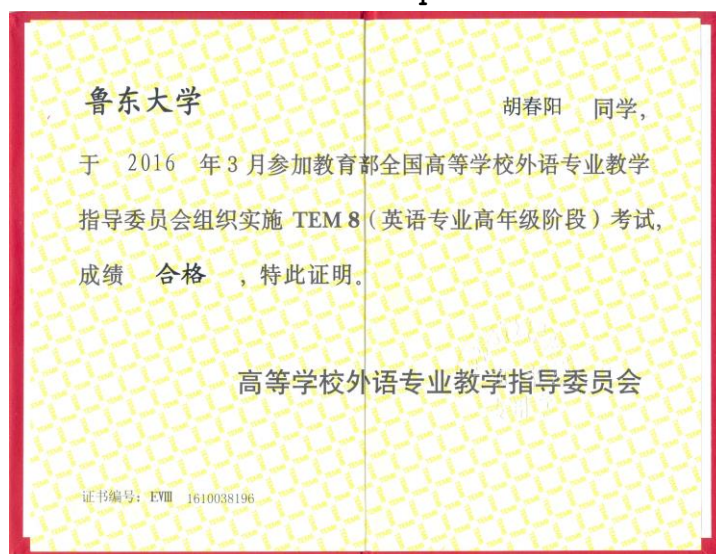 鲁东大学 胡春阳 同学，
于 2016 年 3 月参加教育部全国高等学校外语专业教学
指导委员会组织实施 TEM 8（英语专业高年级阶段）考试，
成绩 合格 ，特此证明。
高等学校外语专业教学指导委员会
证书编号：EⅧ 1610038196